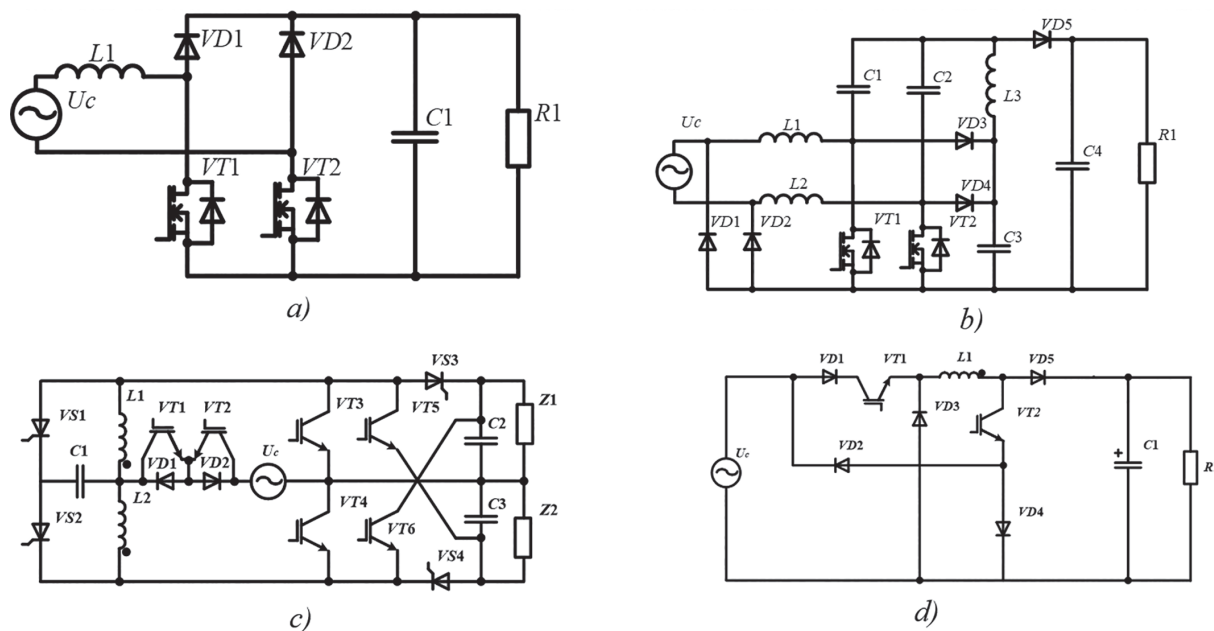 VD1
VD2
L1
Uc
C1
R1
VT1
VT2
a)
VD5
C1
C2
L3
Uc
L1
VD3
C4
R1
L2
VD4
VD1
VD2
VT1
VT2
C3
b)
VS3
L1
VT1
VT2
VT3
VT5
C2
Z1
VS1
C1
VD1
VD2
Uc
L2
VS2
VT4
VT6
C3
Z2
VS4
c)
VD1
VT1
L1
VD5
VD3
VT2
Uc
VD2
+
C1
R
VD4
d)